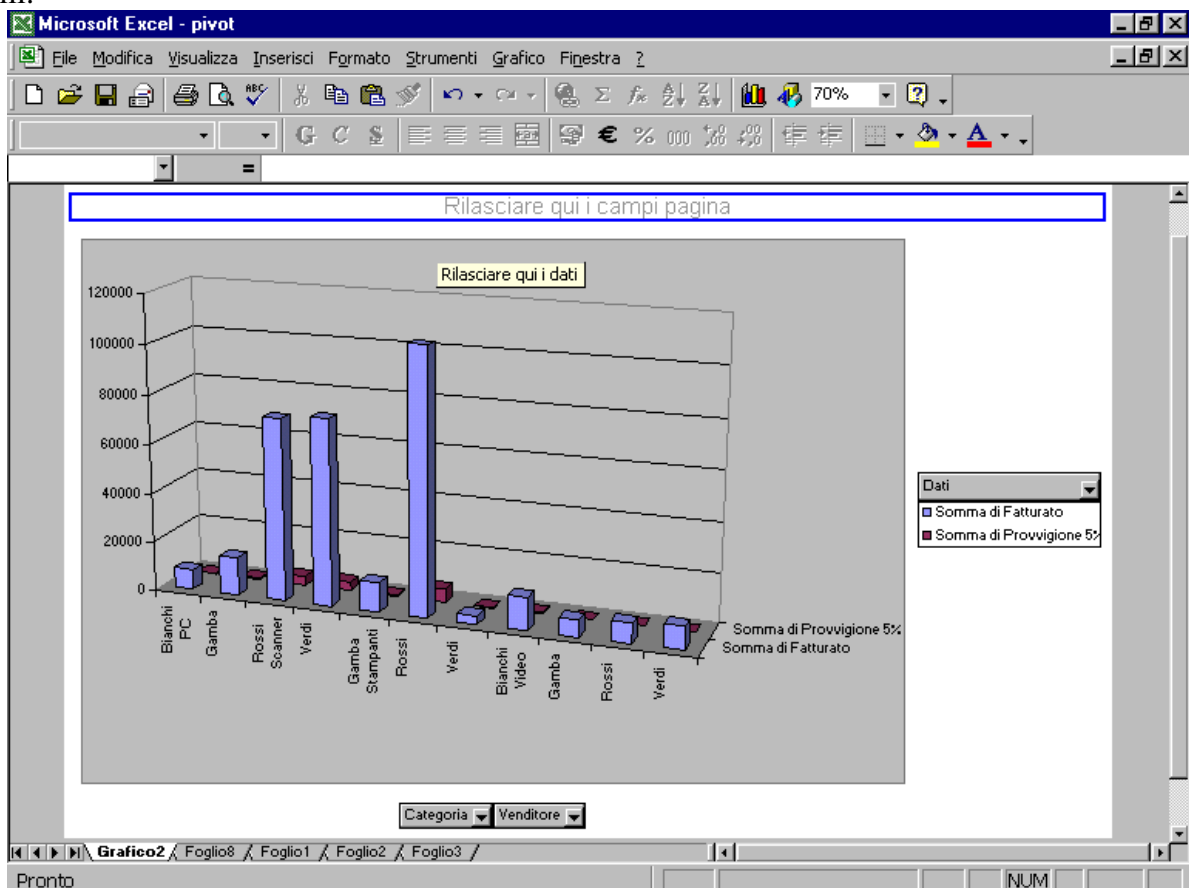 Microsoft Excel - pivot
File Modifica Visualizza Inserisci Formato Strumenti Grafico Finestra ?
ABC 70% ?
G C S € % 000
=
Rilasciare qui i campi pagina
Rilasciare qui i dati
120000
100000
80000
60000
40000
20000
0
Bianchi
PC
Gamba
Rossi
Scanner
Verdi
Gamba
Stampanti
Rossi
Verdi
Bianchi
Video
Gamba
Rossi
Verdi
Somma di Provvigione 5%
Somma di Fatturato
Dati
Somma di Fatturato
Somma di Provvigione 5%
Categoria Venditore
Grafico2 Foglio8 Foglio1 Foglio2 Foglio3
Pronto NUM